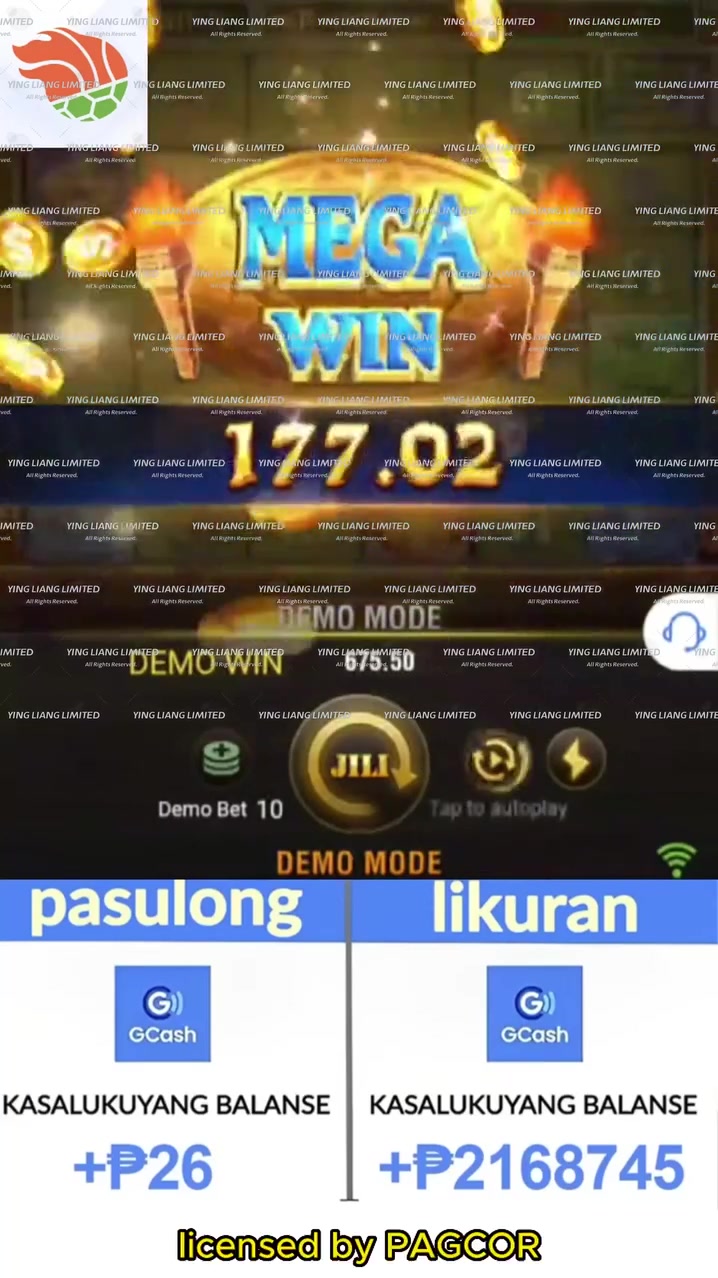 YING LIANG LIMITED
All Rights Reserved.
MEGA
WIN
177.02
DEMO MODE
DEMO WIN 675.50
JILI
Demo Bet 10
Tap to autoplay
DEMO MODE
pasulong
likuran
GCash
GCash
KASALUKUYANG BALANSE
KASALUKUYANG BALANSE
+₱26
+₱2168745
licensed by PAGCOR